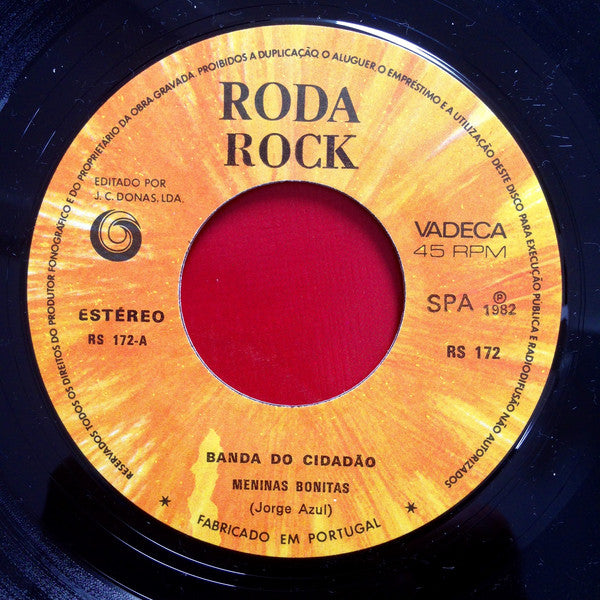 RESERVADOS TODOS OS DIREITOS DO PRODUTOR FONOGRÁFICO E DO PROPRIETÁRIO DA OBRA GRAVADA. PROIBIDOS A DUPLICAÇÃO, O ALUGUER, O EMPRÉSTIMO E A UTILIZAÇÃO DESTE DISCO PARA EXECUÇÃO PÚBLICA E RADIODIFUSÃO NÃO AUTORIZADOS
RODA
ROCK
EDITADO POR
J. C. DONAS, LDA.
VADECA
45 RPM
ESTÉREO
RS 172-A
SPA ℗ 1982
RS 172
BANDA DO CIDADÃO
MENINAS BONITAS
(Jorge Azul)
* FABRICADO EM PORTUGAL *